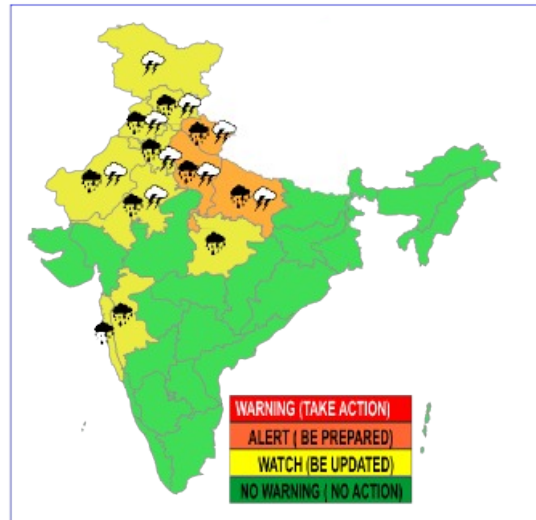 WARNING (TAKE ACTION)
ALERT ( BE PREPARED)
WATCH (BE UPDATED)
NO WARNING ( NO ACTION)